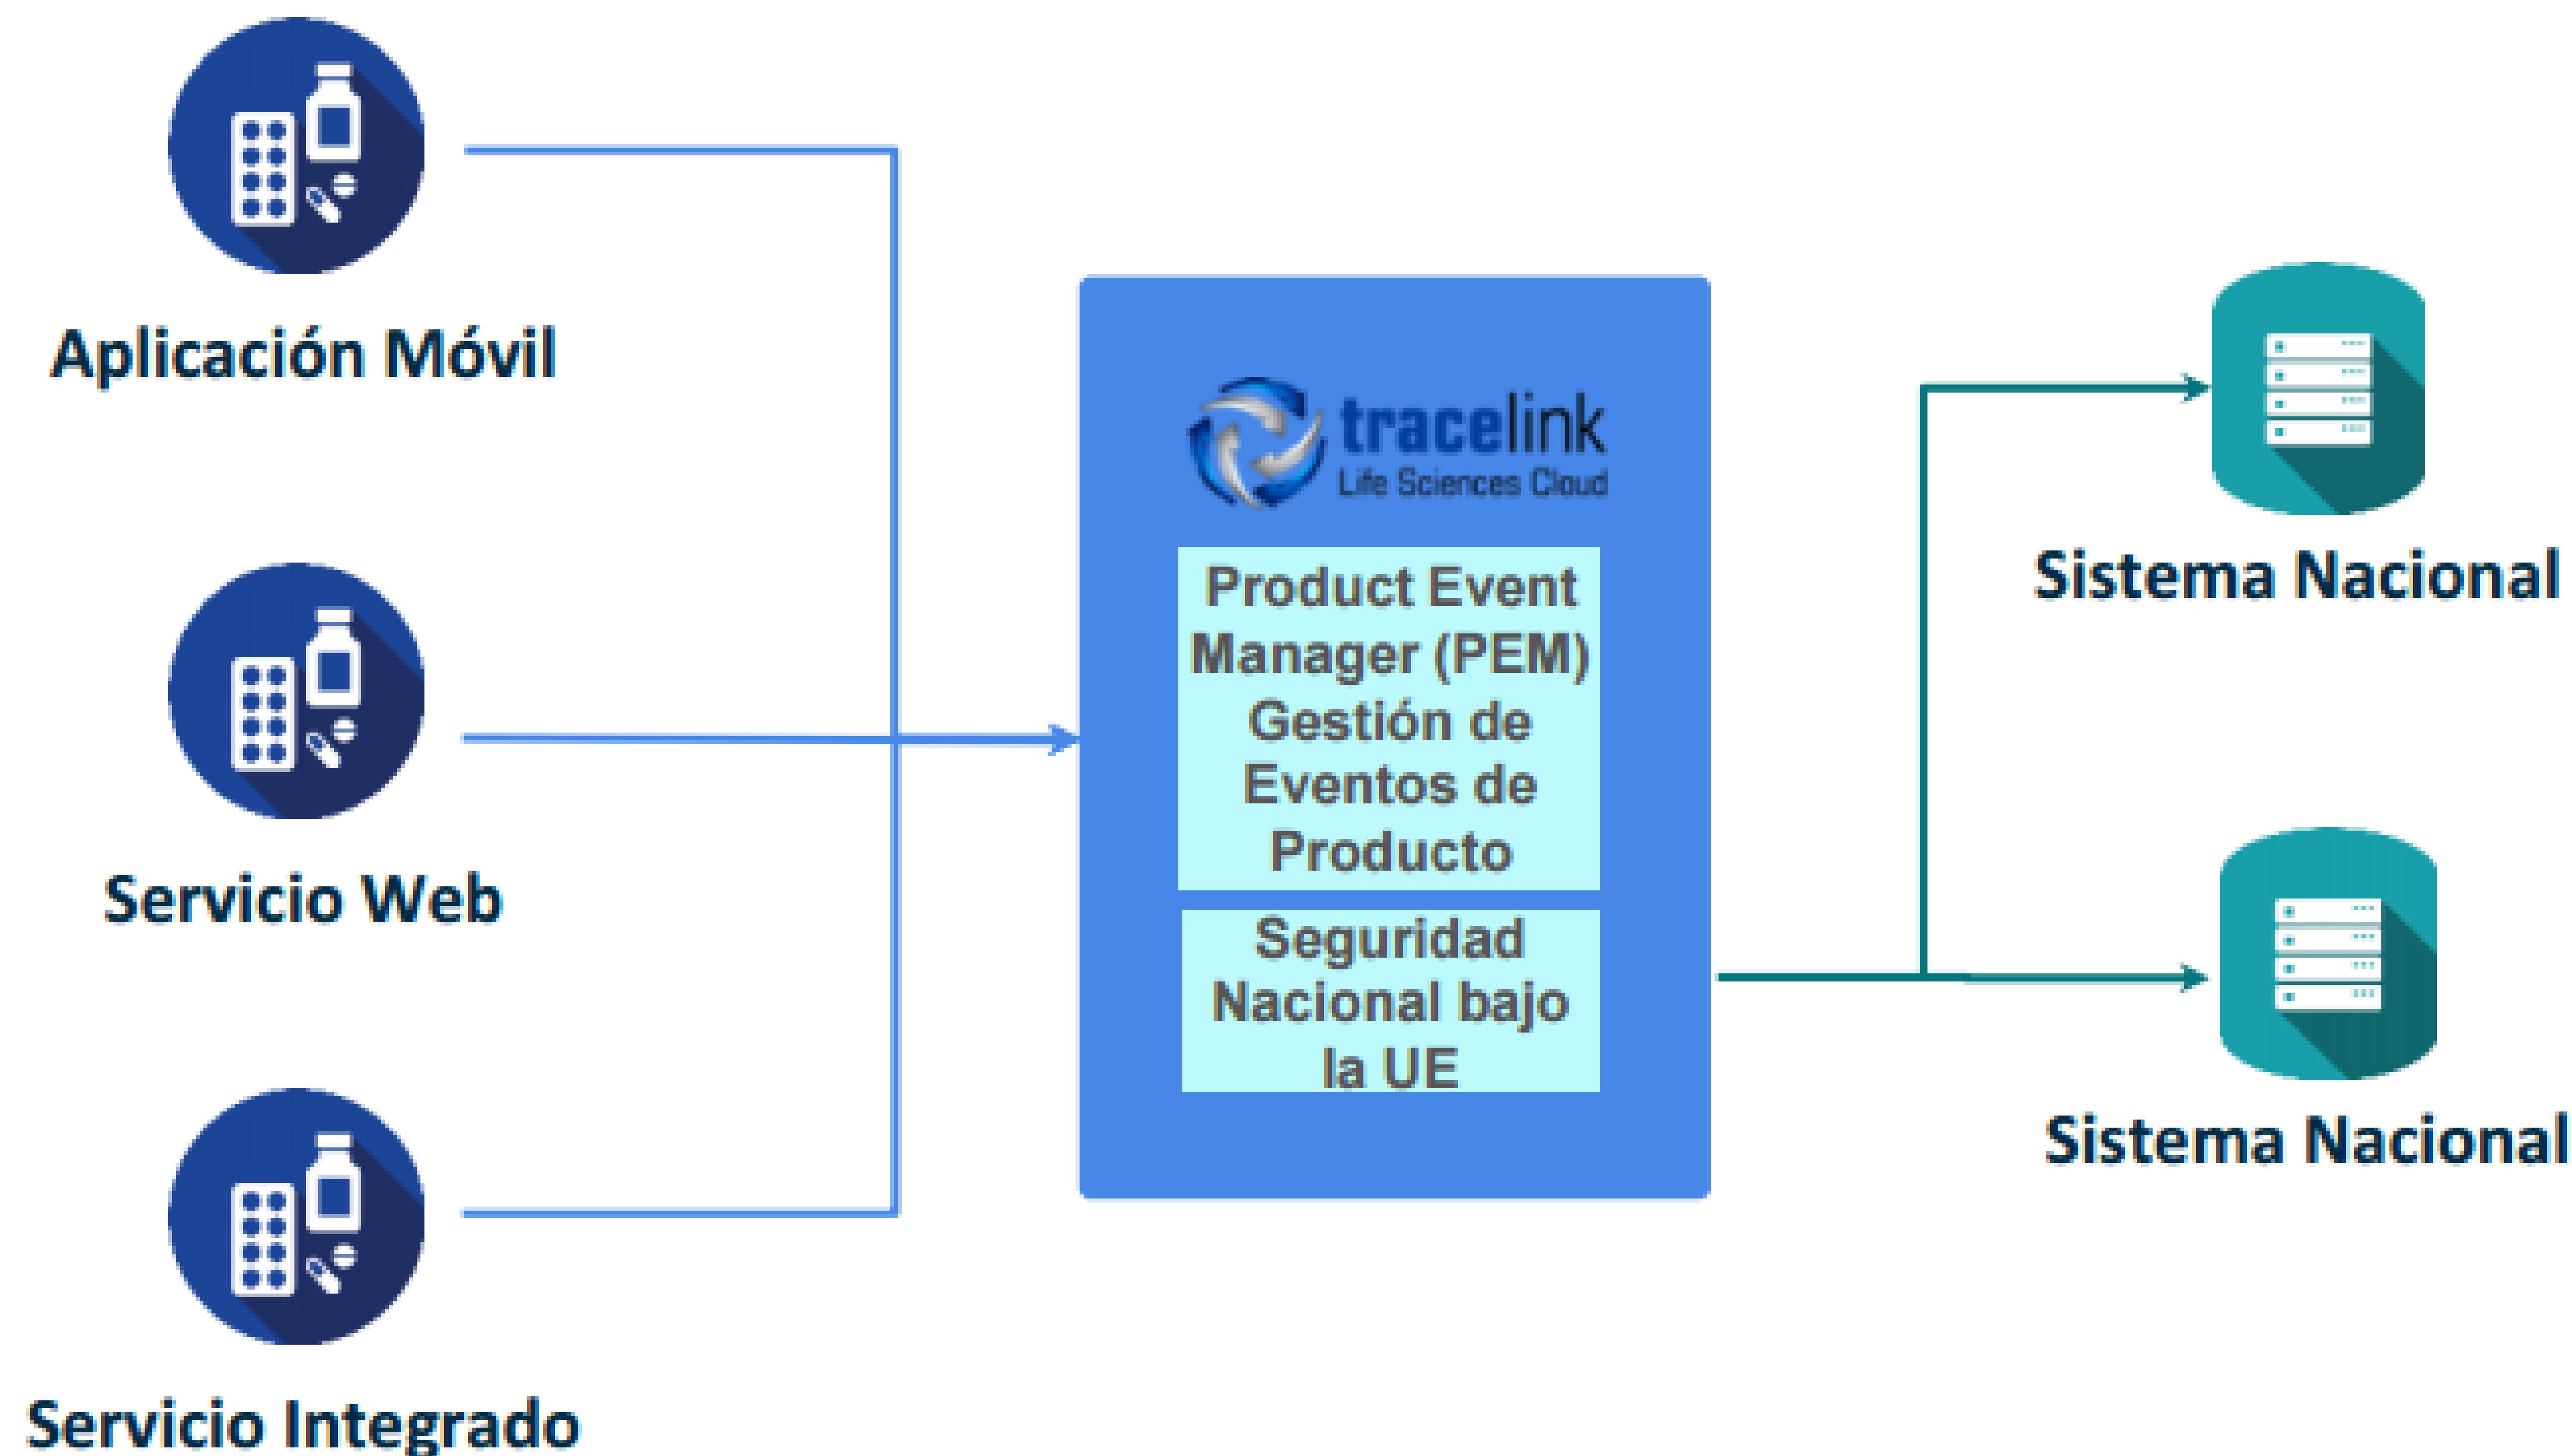 Aplicación Móvil
Servicio Web
Servicio Integrado
tracelink
Life Sciences Cloud
Product Event
Manager (PEM)
Gestión de
Eventos de
Producto
Seguridad
Nacional bajo
la UE
Sistema Nacional
Sistema Nacional